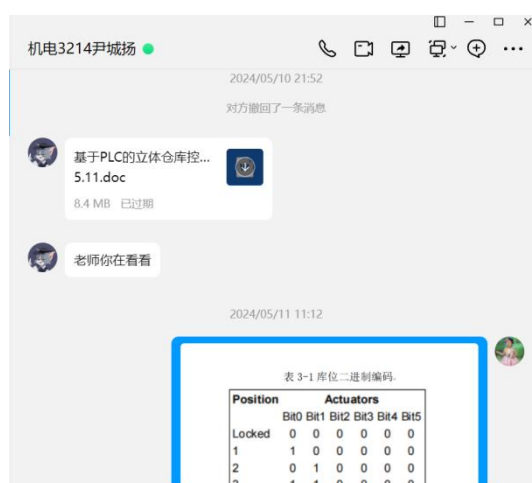 机电3214尹城扬
2024/05/10 21:52
对方撤回了一条消息
基于PLC的立体仓库控...
5.11.doc
8.4 MB 已过期
老师你在看看
2024/05/11 11:12
表 3-1 库位二进制编码.
Position Actuators
Bit0 Bit1 Bit2 Bit3 Bit4 Bit5
Locked 0 0 0 0 0 0
1 1 0 0 0 0 0
2 0 1 0 0 0 0